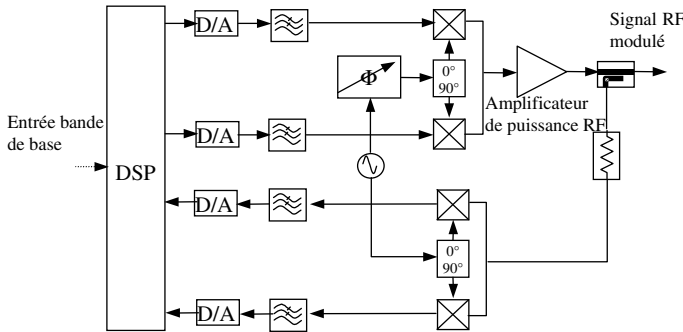 D/A
Signal RF
modulé
0°
90°
Φ
Amplificateur
de puissance RF
Entrée bande
de base
D/A
DSP
D/A
0°
90°
D/A